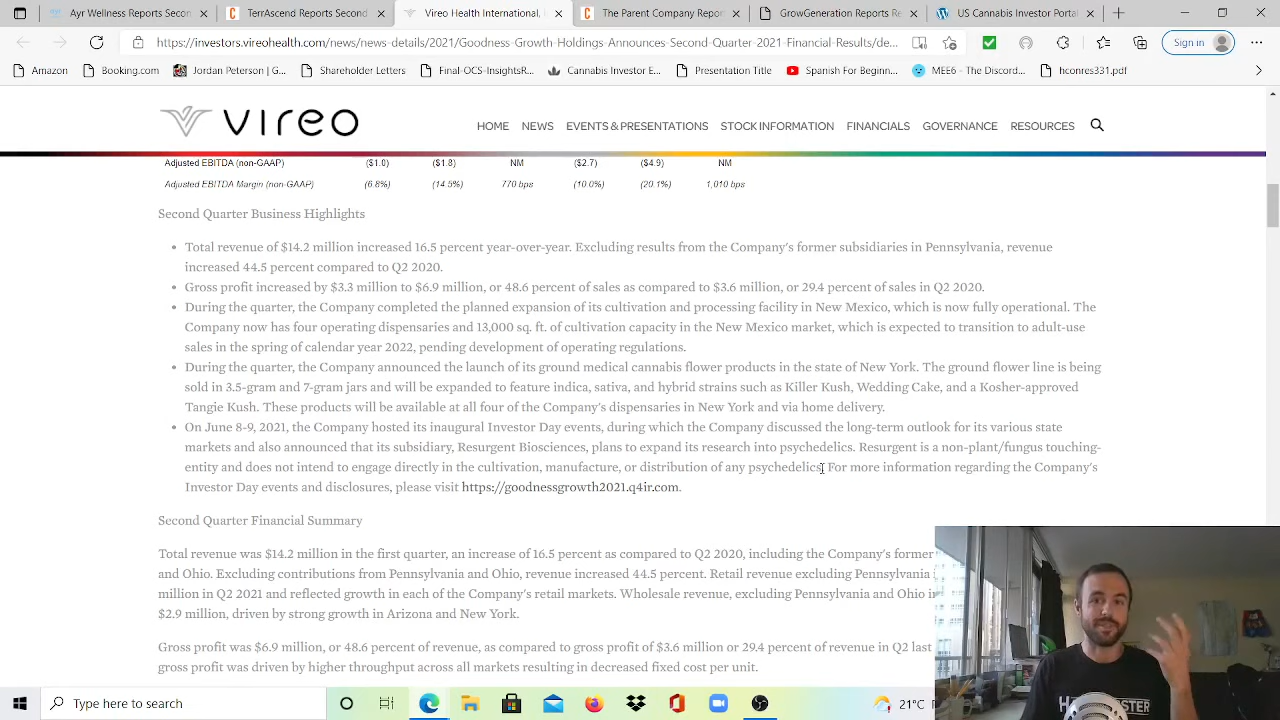 Ayr Wellness Inc. - Ayr Wellness
Second Quarter
Vireo Health International, Inc.
TER
WordPress.c
My account
https://investors.vireohealth.com/news/news-details/2021/Goodness-Growth-Holdings-Announces-Second-Quarter-2021-Financial-Results/de...
Sign in
Amazon
Booking.com
Jordan Peterson | C...
Shareholder Letters
OCS-Insights-Intern...
Cannabis Evolution...
Twitter
(1) YouTube
MEE6 - The Discord...
Discord
hornes331.pdf
vireo
HOME
NEWS
EVENTS & PRESENTATIONS
STOCK INFORMATION
FINANCIALS
GOVERNANCE
RESOURCES
Adjusted EBITDA (non-GAAP) ($1.0) ($1.8) NM ($2.7) ($4.9) NM
Adjusted EBITDA Margin (non-GAAP) (6.8%) (14.5%) 770 bps (10.0%) (20.1%) 1,010 bps
Second Quarter Business Highlights
Total revenue of $14.2 million increased 16.5 percent year-over-year. Excluding results from the Company's former subsidiaries in Pennsylvania, revenue
increased 44.5 percent compared to Q2 2020.
Gross profit increased by $3.3 million to $6.9 million, or 48.6 percent of sales as compared to $3.6 million, or 29.4 percent of sales in Q2 2020.
During the quarter, the Company completed the planned expansion of its cultivation and processing facility in New Mexico, which is now fully operational. The
Company now has four operating dispensaries and 13,000 sq. ft. of cultivation capacity in the New Mexico market, which is expected to transition to adult-use
sales in the spring of calendar year 2022, pending development of operating regulations.
During the quarter, the Company announced the launch of its ground medical cannabis flower products in the state of New York. The ground flower line is being
sold in 3.5-gram and 7-gram jars and will be expanded to feature indica, sativa, and hybrid strains such as Killer Kush, Wedding Cake, and a Kosher-approved
Tangie Kush. These products will be available at all four of the Company's dispensaries in New York and via home delivery.
On June 8-9, 2021, the Company hosted its inaugural Investor Day events, during which the Company discussed the long-term outlook for its various state
markets and also announced that its subsidiary, Resurgent Biosciences, plans to expand its research into psychedelics. Resurgent is a non-plant/fungus touching-
entity and does not intend to engage directly in the cultivation, manufacture, or distribution of any psychedelics. For more information regarding the Company's
Investor Day events and disclosures, please visit https://goodnessgrowth2021.q4ir.com.
Second Quarter Financial Summary
Total revenue was $14.2 million in the first quarter, an increase of 16.5 percent as compared to Q2 2020, including the Company's former
and Ohio. Excluding contributions from Pennsylvania and Ohio, revenue increased 44.5 percent. Retail revenue excluding Pennsylvania
million in Q2 2021 and reflected growth in each of the Company's retail markets. Wholesale revenue, excluding Pennsylvania and Ohio
$2.9 million, driven by strong growth in Arizona and New York.
Gross profit was $6.9 million, or 48.6 percent of revenue, as compared to gross profit of $3.6 million or 29.4 percent of revenue in Q2 last
gross profit was driven by higher throughput across all markets resulting in decreased fixed cost per unit.
Type here to search
21°C